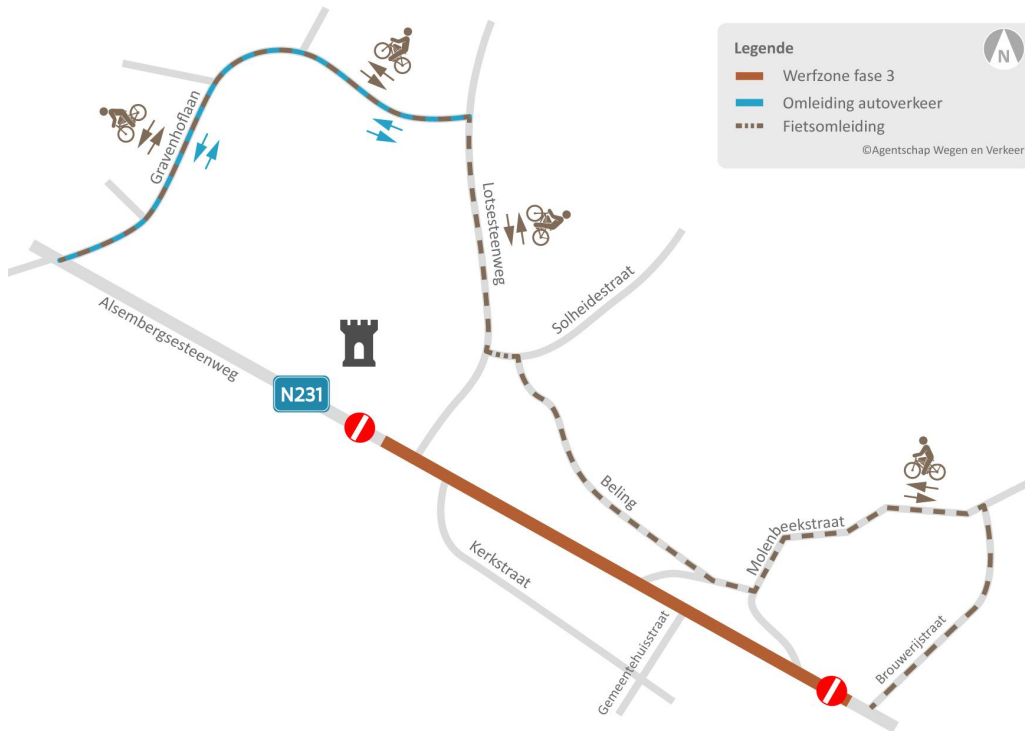 Legende
N
Werfzone fase 3
Omleiding autoverkeer
Fietsomleiding
©Agentschap Wegen en Verkeer
Gravenhoflaan
Lotsesteenweg
Solheidestraat
Alsembergsesteenweg
N231
Beling
Molenbeekstraat
Kerkstraat
Gemeentehuisstraat
Brouwerijstraat